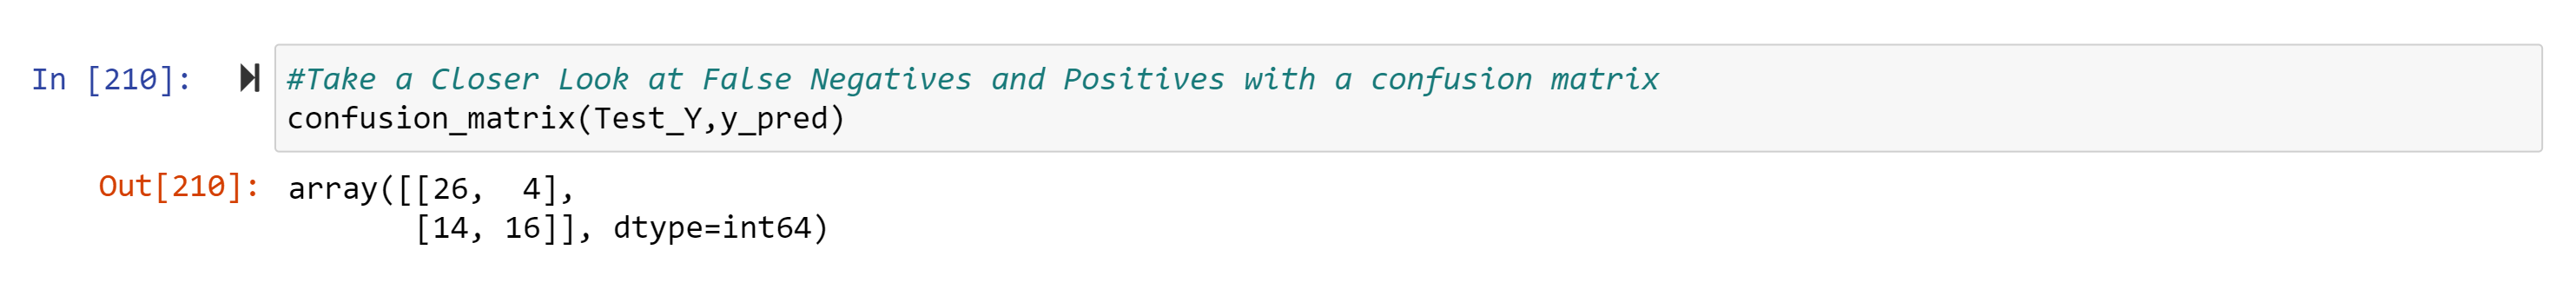 In [210]: #Take a Closer Look at False Negatives and Positives with a confusion matrix
confusion_matrix(Test_Y,y_pred)
Out[210]: array([[26,  4],
       [14, 16]], dtype=int64)